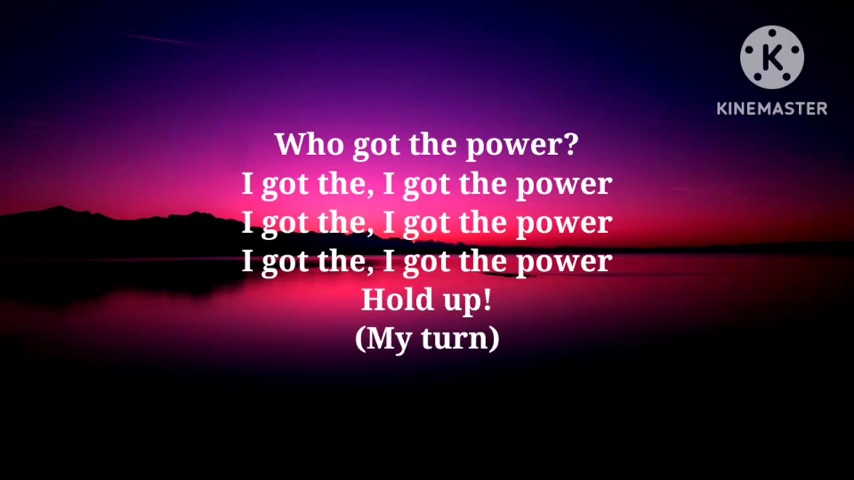 K
KINEMASTER
Who got the power?
I got the, I got the power
I got the, I got the power
I got the, I got the power
Hold up!
(My turn)